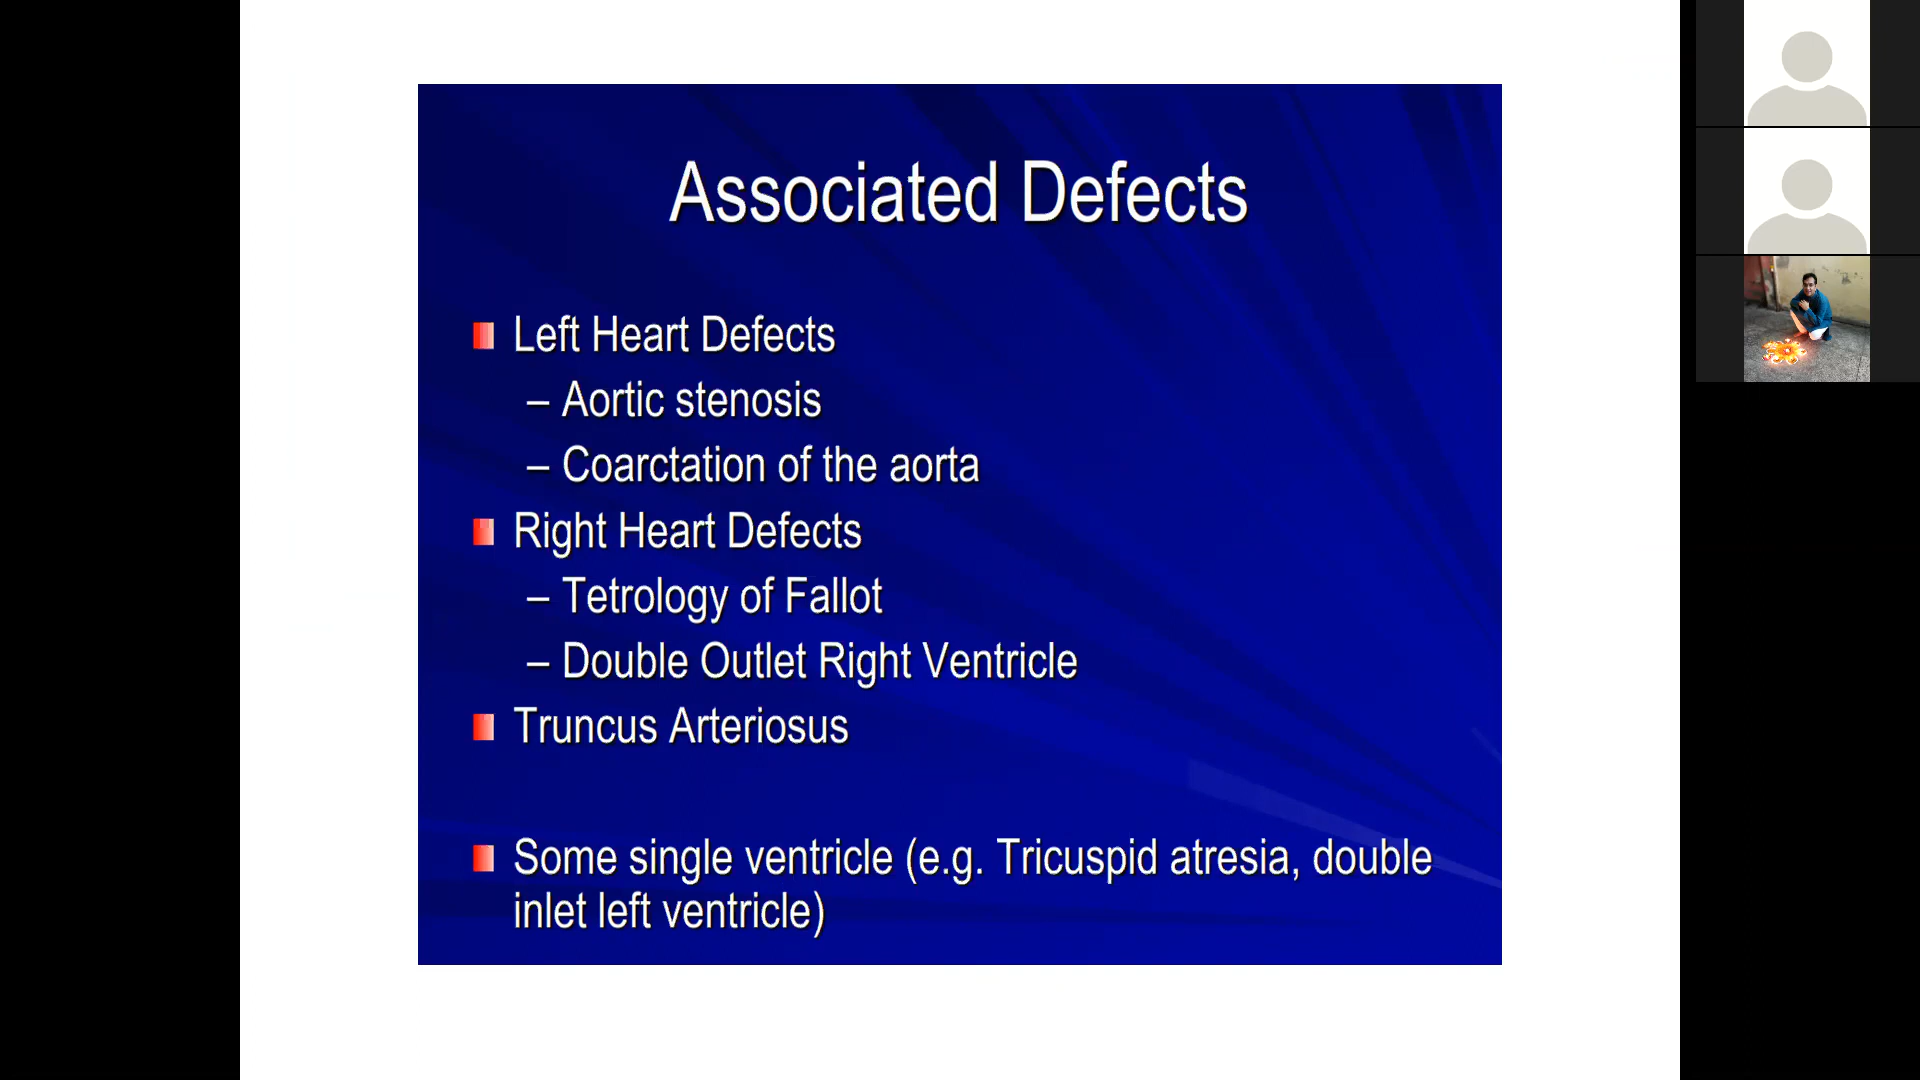 Associated Defects
Left Heart Defects
– Aortic stenosis
– Coarctation of the aorta
Right Heart Defects
– Tetrology of Fallot
– Double Outlet Right Ventricle
Truncus Arteriosus
Some single ventricle (e.g. Tricuspid atresia, double
inlet left ventricle)